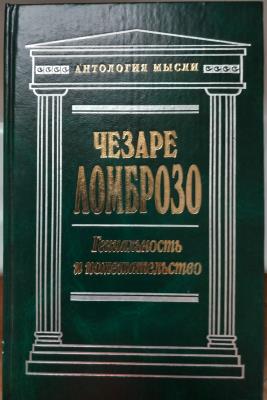 АНТОЛОГИЯ МЫСЛИ
ЧЕЗАРЕ
ЛОМБРОЗО
Гениальность
и помешательство